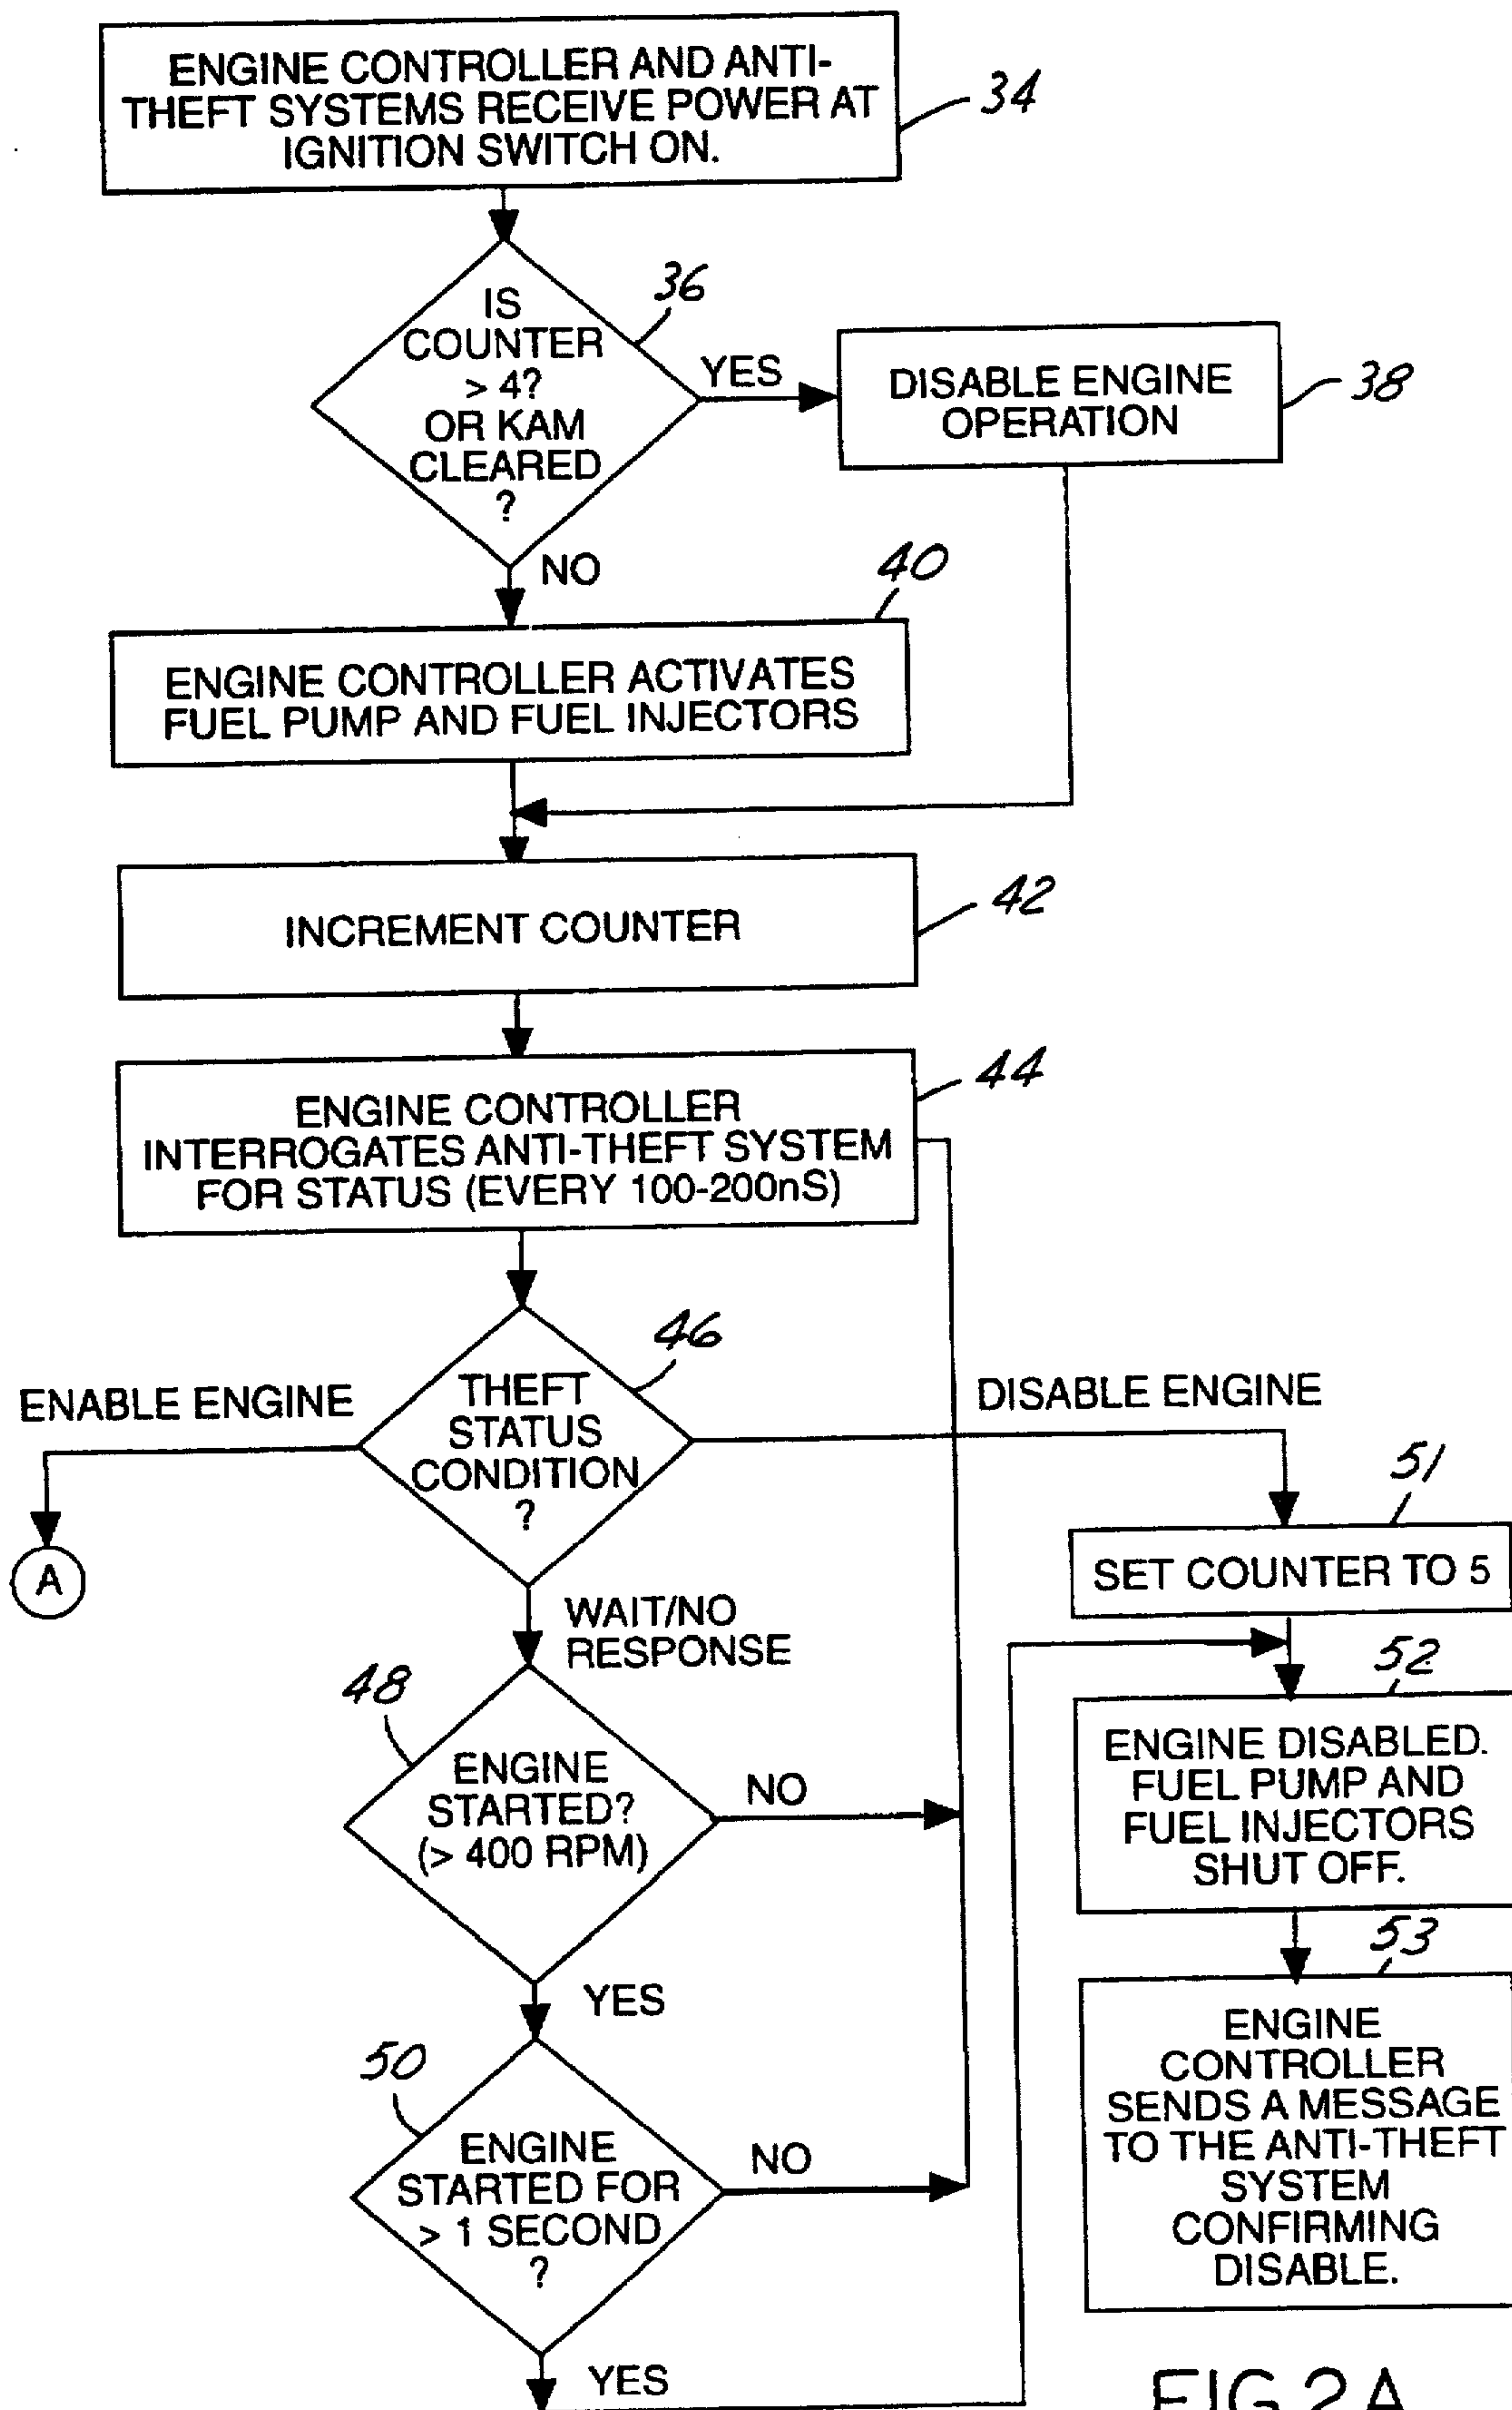 ENGINE CONTROLLER AND ANTI-
THEFT SYSTEMS RECEIVE POWER AT
IGNITION SWITCH ON.
34
IS
COUNTER
> 4?
OR KAM
CLEARED
?
36
YES
DISABLE ENGINE
OPERATION
38
NO
40
ENGINE CONTROLLER ACTIVATES
FUEL PUMP AND FUEL INJECTORS
INCREMENT COUNTER
42
ENGINE CONTROLLER
INTERROGATES ANTI-THEFT SYSTEM
FOR STATUS (EVERY 100-200nS)
44
46
ENABLE ENGINE
THEFT
STATUS
CONDITION
?
DISABLE ENGINE
A
51
SET COUNTER TO 5
WAIT/NO
RESPONSE
48
ENGINE
STARTED?
(> 400 RPM)
NO
52
ENGINE DISABLED.
FUEL PUMP AND
FUEL INJECTORS
SHUT OFF.
YES
53
ENGINE
CONTROLLER
SENDS A MESSAGE
TO THE ANTI-THEFT
SYSTEM
CONFIRMING
DISABLE.
50
ENGINE
STARTED FOR
> 1 SECOND
?
NO
YES
FIG.2A